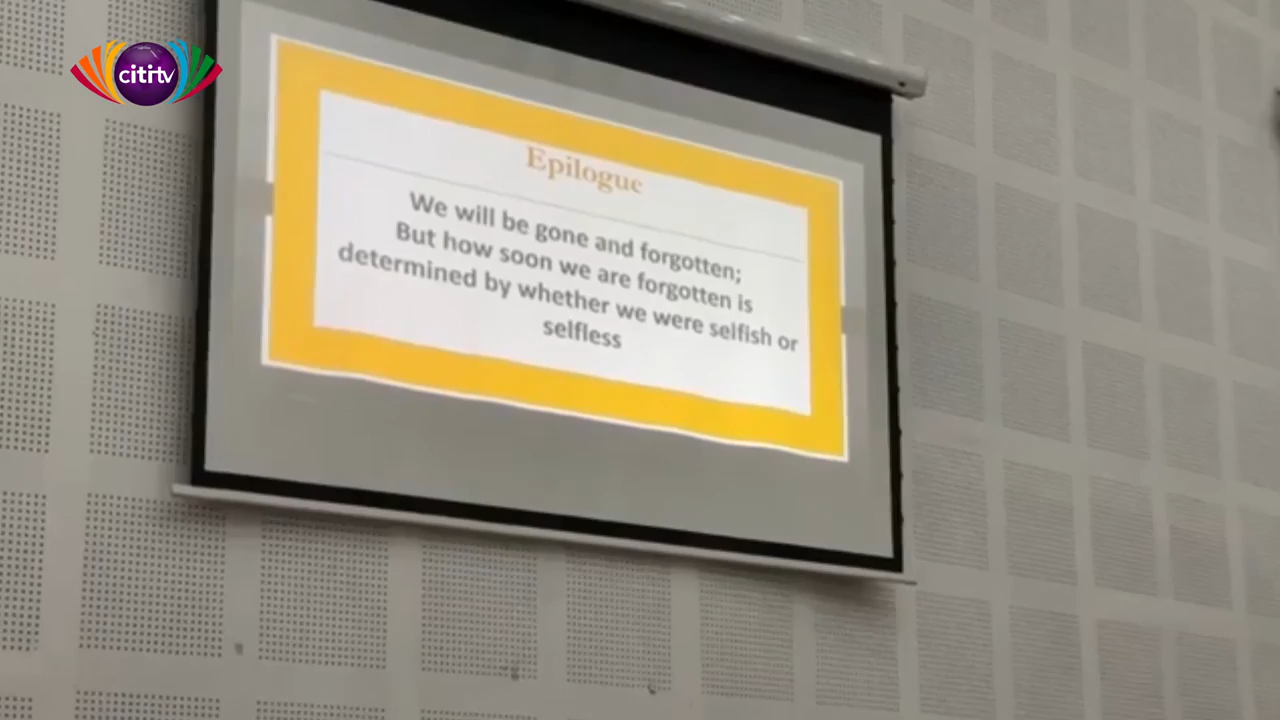 citi tv
Epilogue
We will be gone and forgotten;
But how soon we are forgotten is
determined by whether we were selfish or
selfless